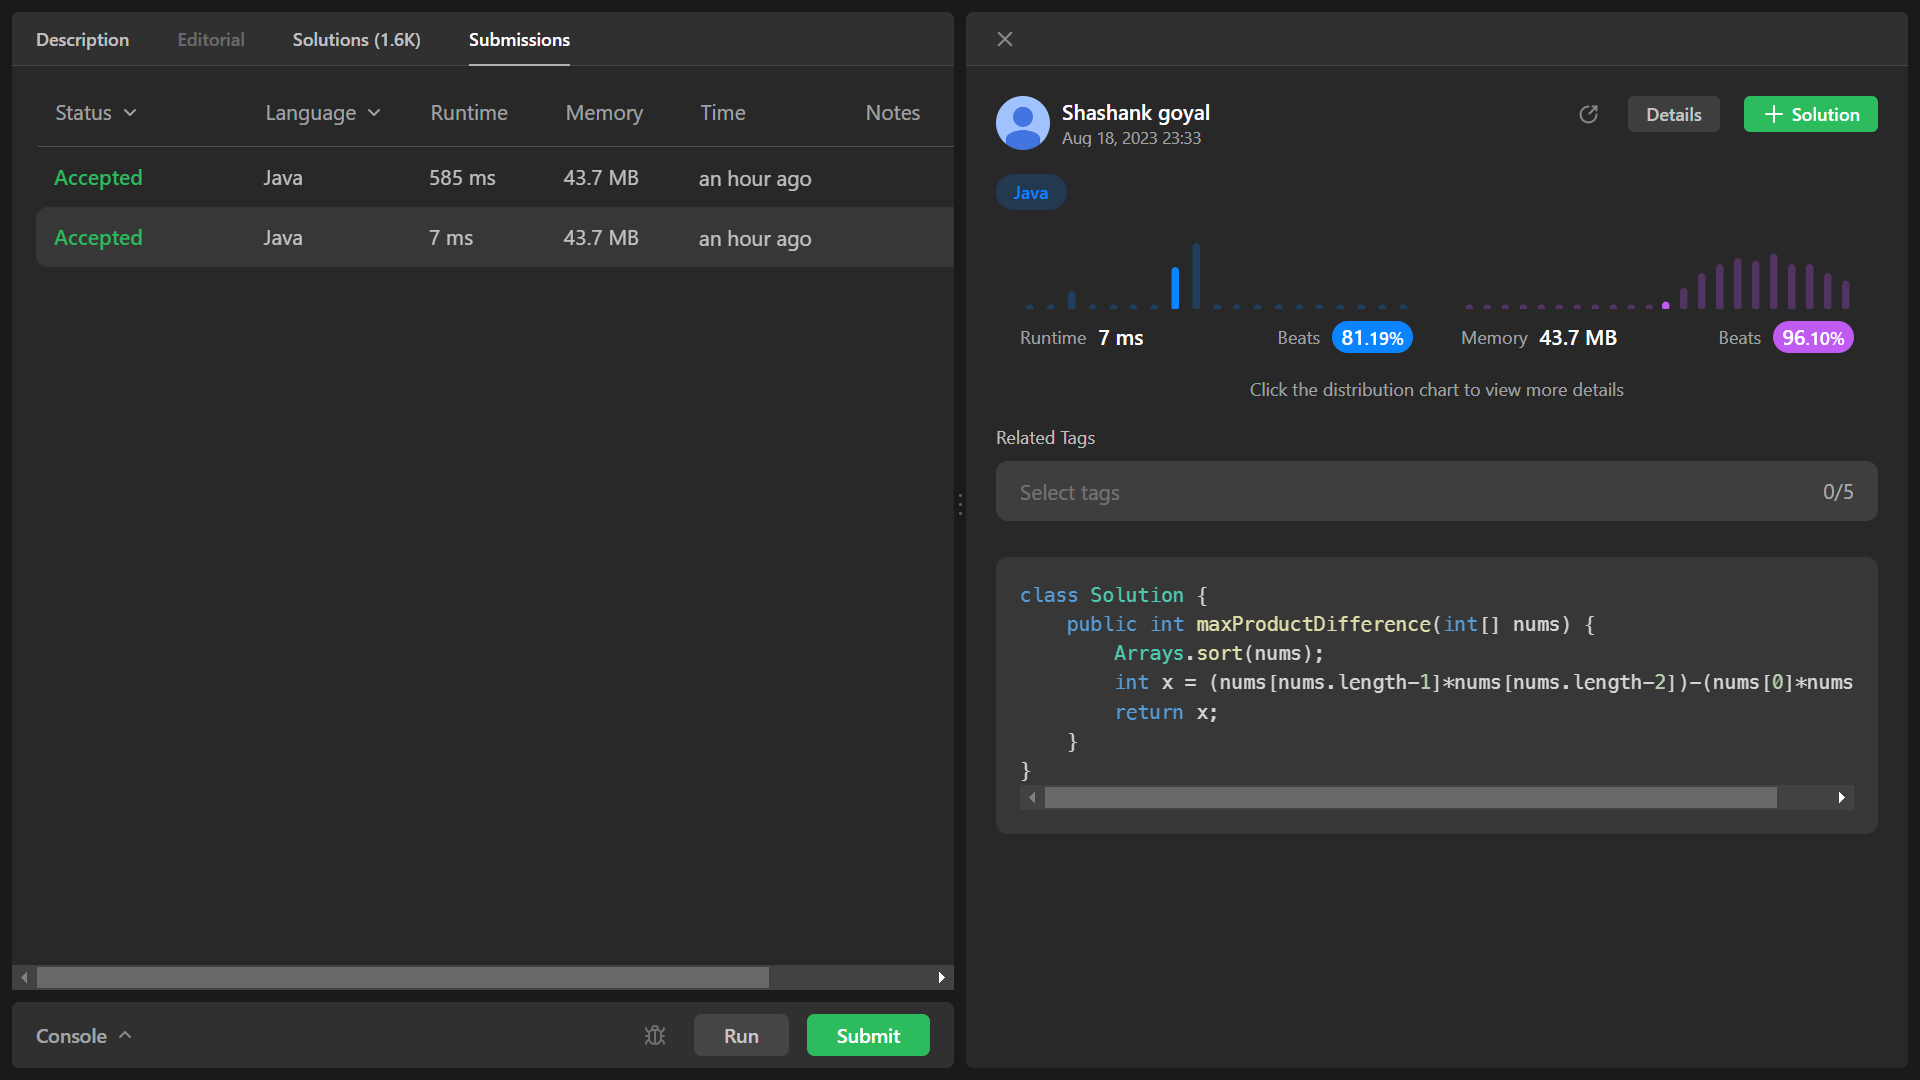 Description Editorial Solutions (1.6K) Submissions
Status Language Runtime Memory Time Notes
Accepted Java 585 ms 43.7 MB an hour ago
Accepted Java 7 ms 43.7 MB an hour ago
Console Run Submit
Shashank goyal
Aug 18, 2023 23:33
Details + Solution
Java
Runtime 7 ms Beats 81.19% Memory 43.7 MB Beats 96.10%
Click the distribution chart to view more details
Related Tags
Select tags 0/5
class Solution {
    public int maxProductDifference(int[] nums) {
        Arrays.sort(nums);
        int x = (nums[nums.length-1]*nums[nums.length-2])-(nums[0]*nums
        return x;
    }
}